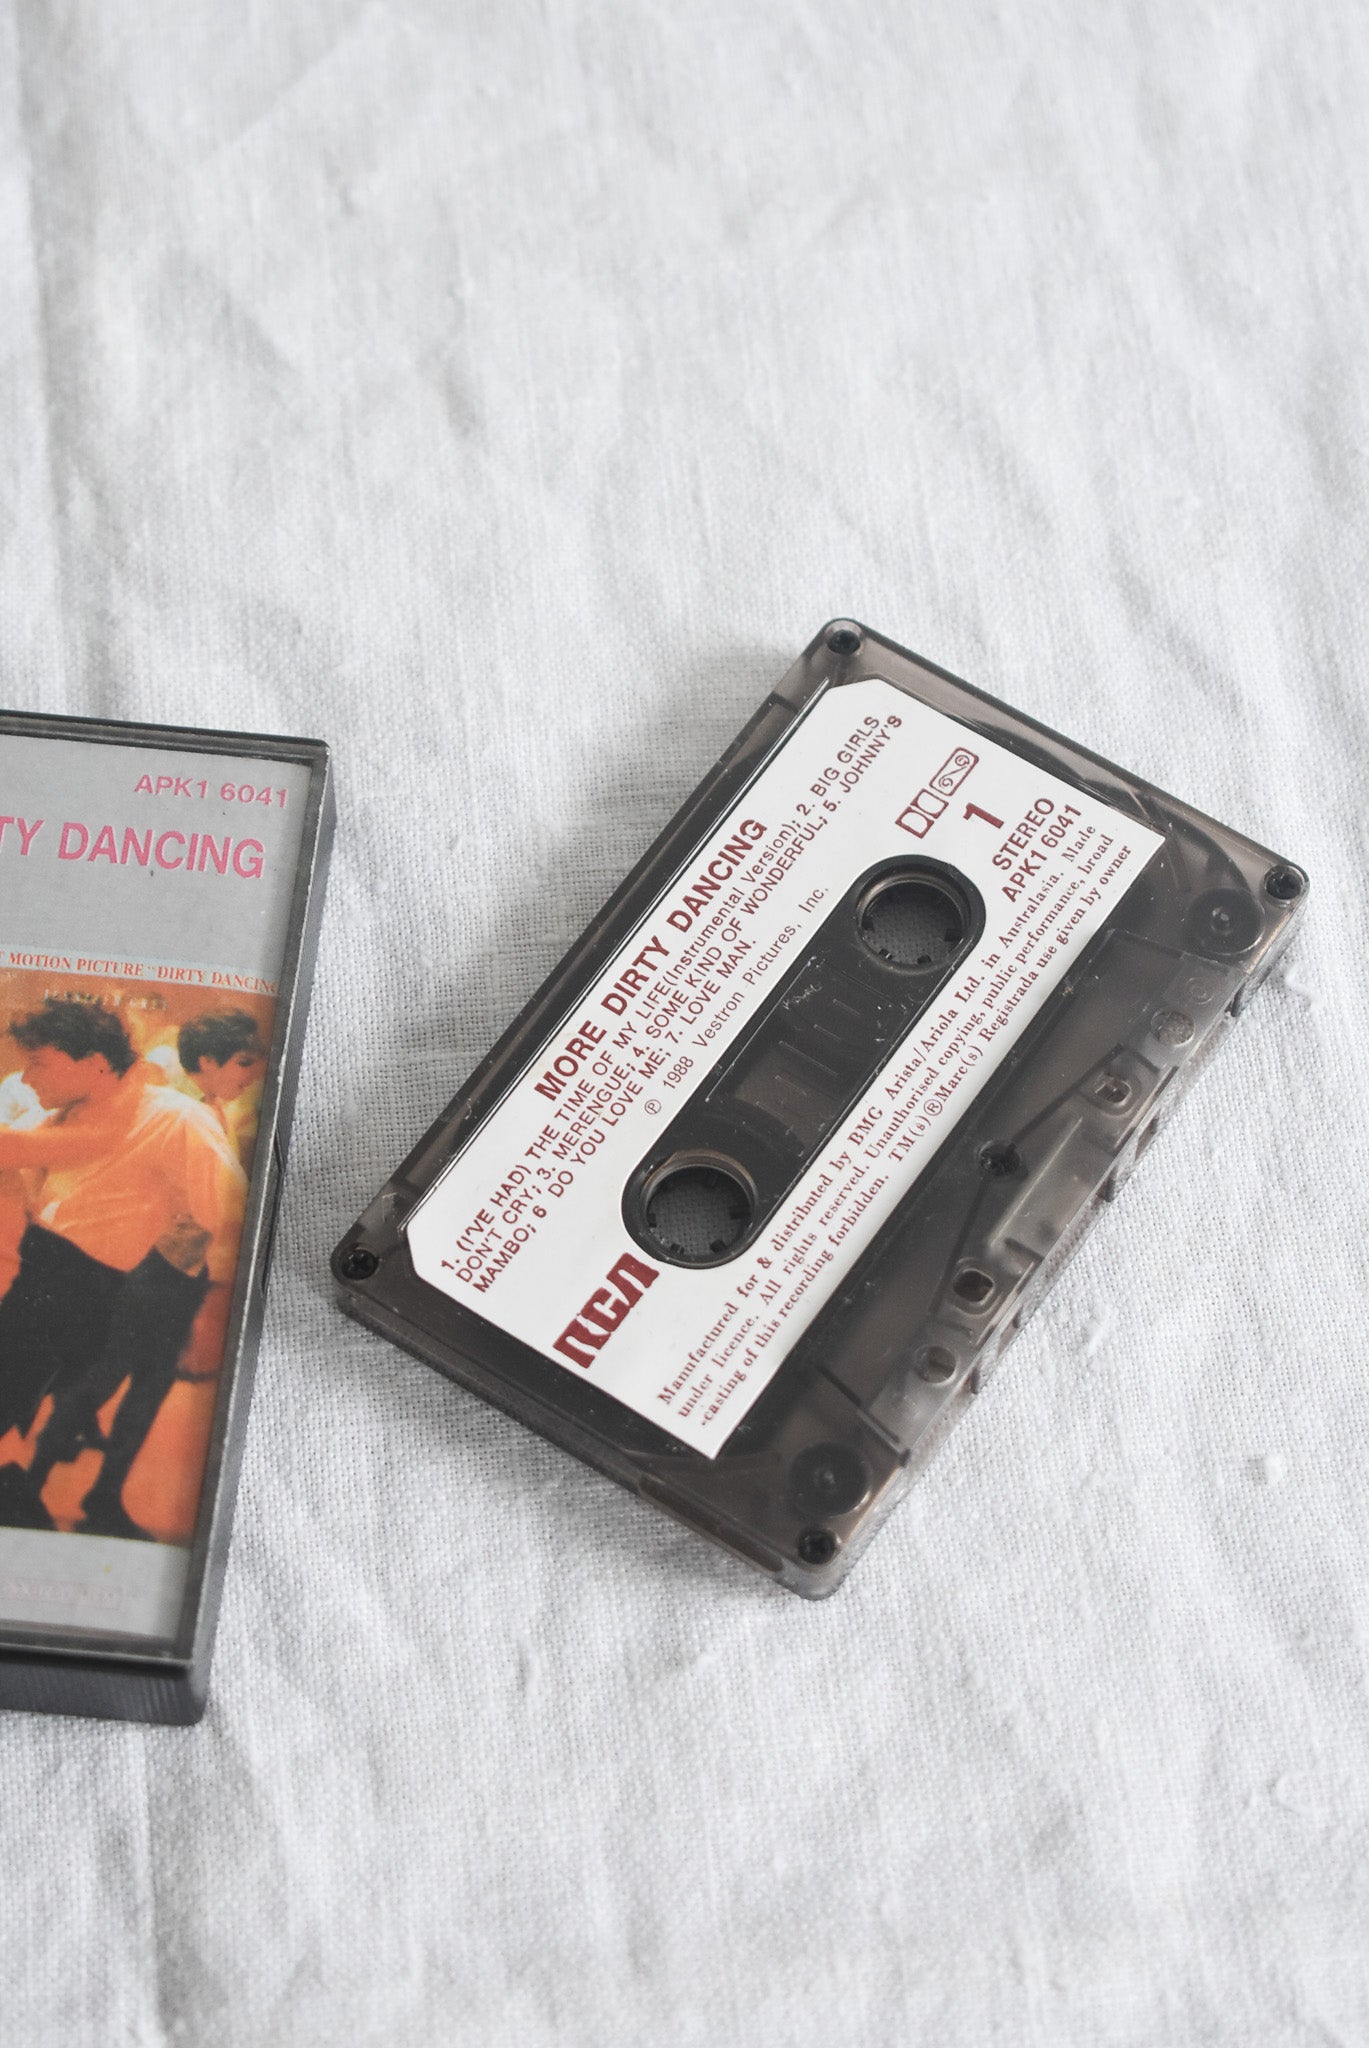 APK1 6041
TY DANCING
MOTION PICTURE "DIRTY DANCING
MORE DIRTY DANCING
1. (I'VE HAD) THE TIME OF MY LIFE(Instrumental Version); 2. BIG GIRLS
DON'T CRY; 3. MERENGUE; 4. SOME KIND OF WONDERFUL; 5. JOHNNY'S
MAMBO; 6 DO YOU LOVE ME; 7. LOVE MAN.
℗ 1988 Vestron Pictures, Inc.
RCA
1
STEREO
APK1 6041
Manufactured for & distributed by BMG Arista/Ariola Ltd. in Australasia. Made
under licence. All rights reserved. Unauthorised copying, public performance, broad
-casting of this recording forbidden. TM(s)®Marc(s) Registrada use given by owner